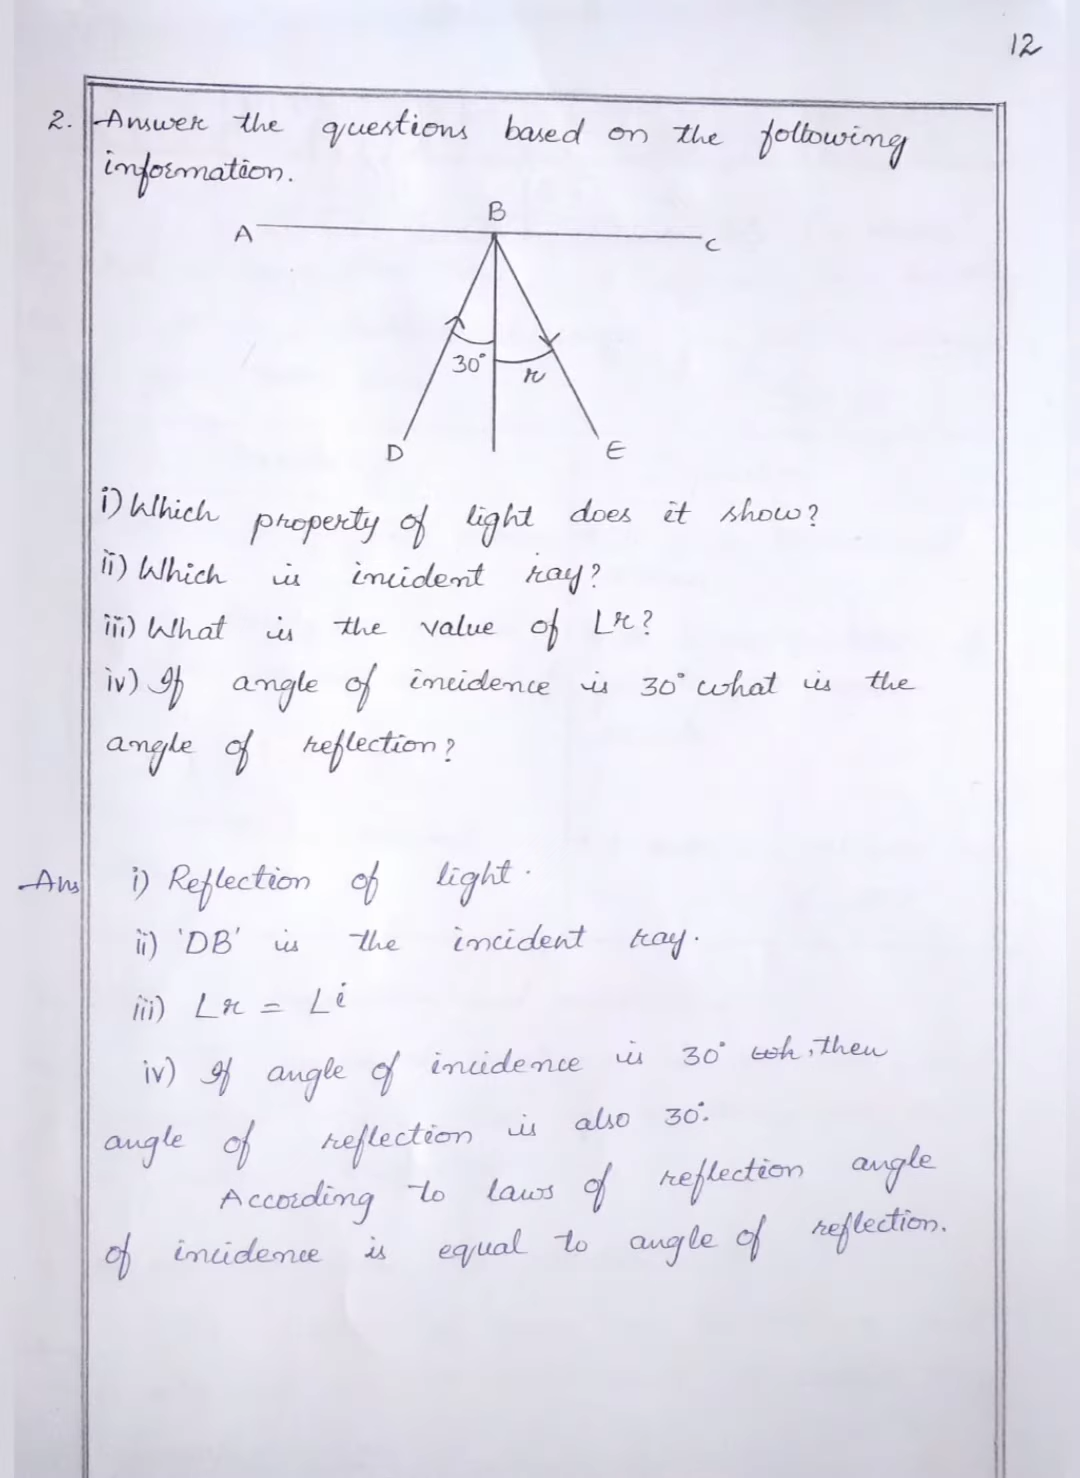 12
2. Answer the questions based on the following
information.
B
A
C
30°
r
D
E
i) Which property of light does it show?
ii) Which is incident ray?
iii) What is the value of Lr?
iv) If angle of incidence is 30° what is the
angle of reflection?
Ans i) Reflection of light.
ii) 'DB' is the incident ray.
iii) Lr = Li
iv) If angle of incidence is 30° , then
angle of reflection is also 30°.
According to laws of reflection angle
of incidence is equal to angle of reflection.